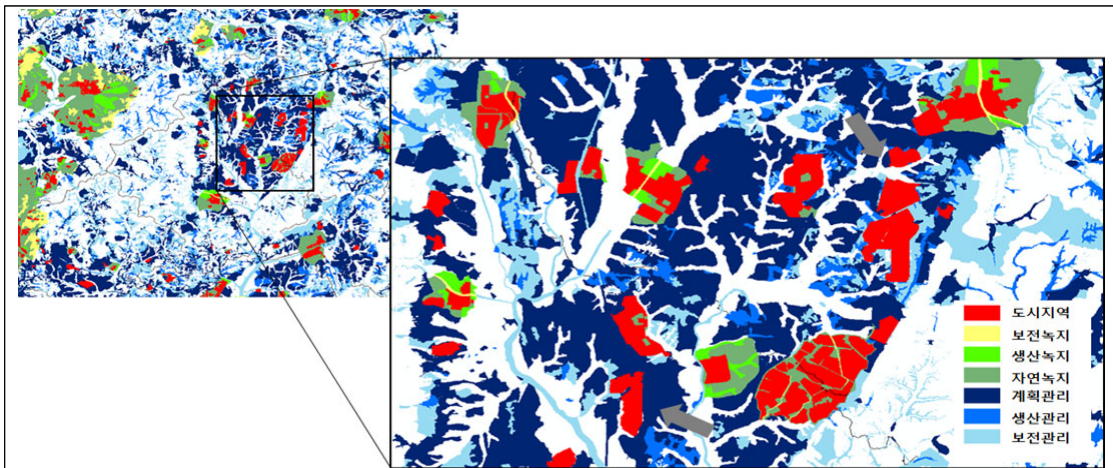 도시지역
보전녹지
생산녹지
자연녹지
계획관리
생산관리
보전관리